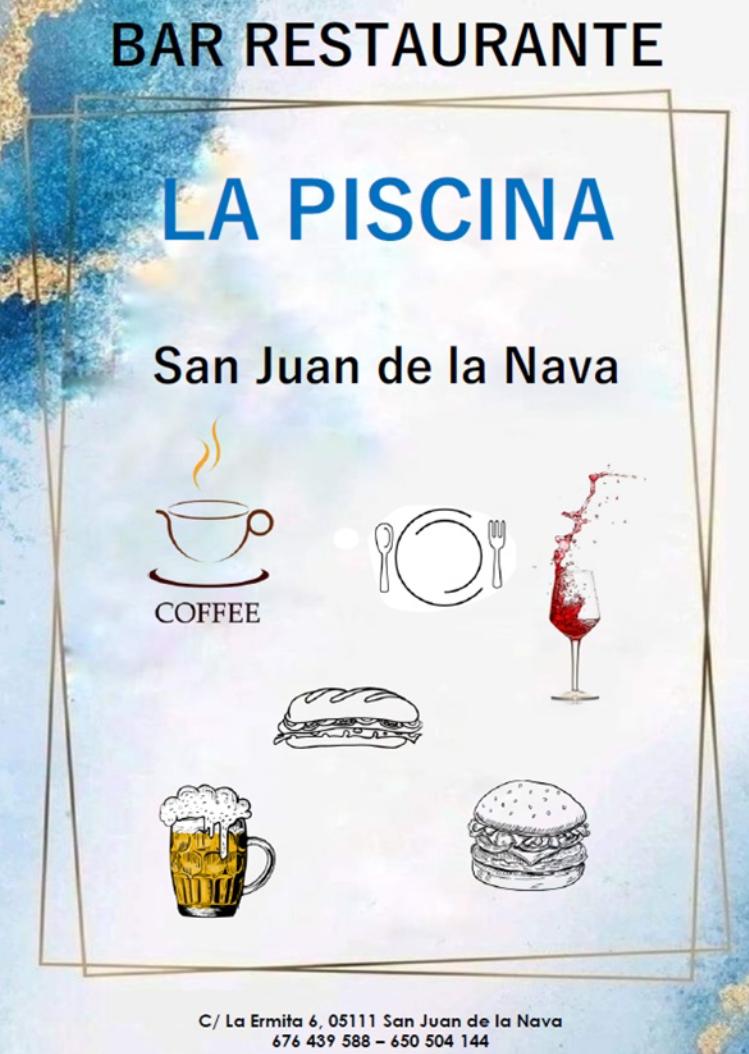 BAR RESTAURANTE
LA PISCINA
San Juan de la Nava
COFFEE
C/ La Ermita 6, 05111 San Juan de la Nava
676 439 588 – 650 504 144